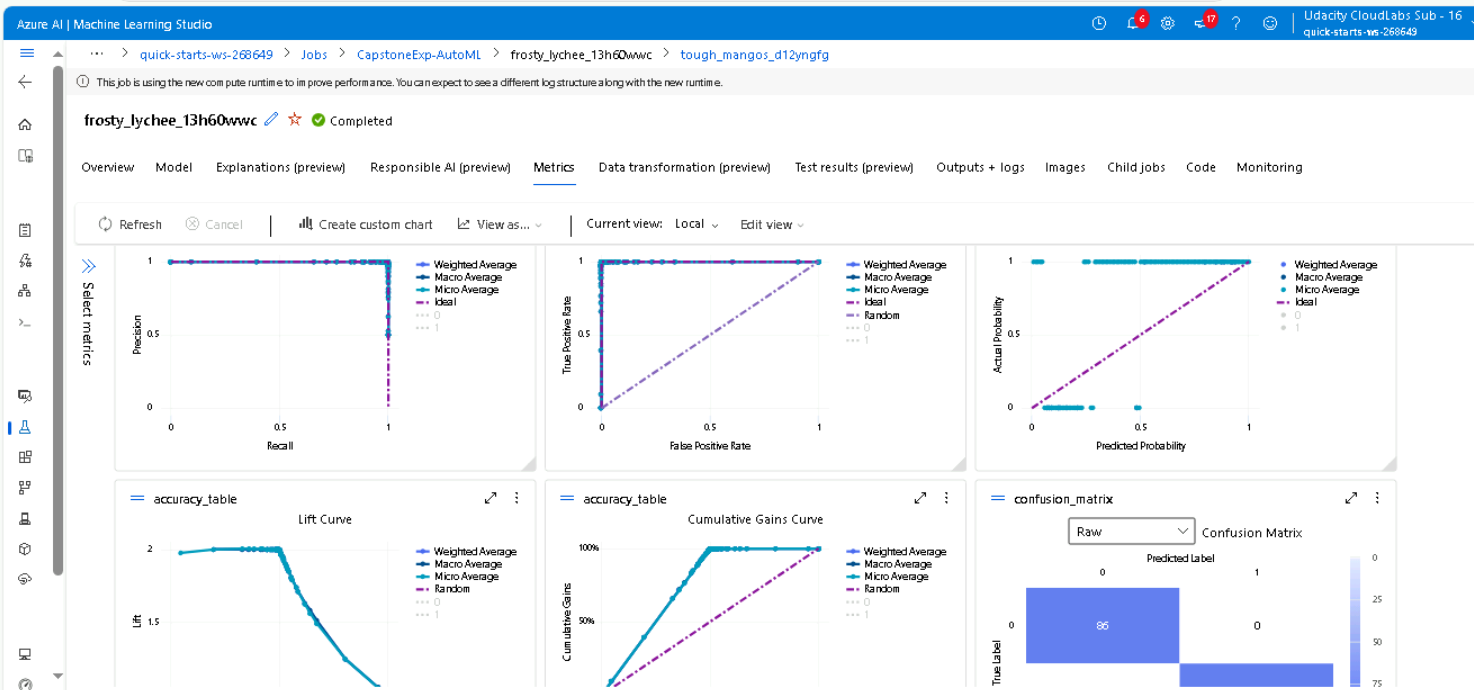 Azure AI | Machine Learning Studio
6
17
?
Udacity CloudLabs Sub - 16
quick-starts-ws-268649
... > quick-starts-ws-268649 > Jobs > CapstoneExp-AutoML > frosty_lychee_13h60wwc > tough_mangos_d12yngfg
This job is using the new compute runtime to improve performance. You can expect to see a different log structure along with the new runtime.
frosty_lychee_13h60wwc Completed
Overview Model Explanations (preview) Responsible AI (preview) Metrics Data transformation (preview) Test results (preview) Outputs + logs Images Child jobs Code Monitoring
Refresh Cancel | Create custom chart View as... | Current view: Local Edit view
Select metrics
Precision
1
0.5
0
0 0.5 1
Recall
Weighted Average
Macro Average
Micro Average
Ideal
0
1
True Positive Rate
1
0.5
0
0 0.5 1
False Positive Rate
Weighted Average
Macro Average
Micro Average
Ideal
Random
0
1
Actual Probability
1
0.5
0
0 0.5 1
Predicted Probability
Weighted Average
Macro Average
Micro Average
Ideal
0
1
accuracy_table
Lift Curve
Lift
2
1.5
Weighted Average
Macro Average
Micro Average
Random
0
1
accuracy_table
Cumulative Gains Curve
Cumulative Gains
100%
50%
Weighted Average
Macro Average
Micro Average
Random
0
1
confusion_matrix
Raw Confusion Matrix
Predicted Label
0 1
True Label
0
86 0
0
25
50
75